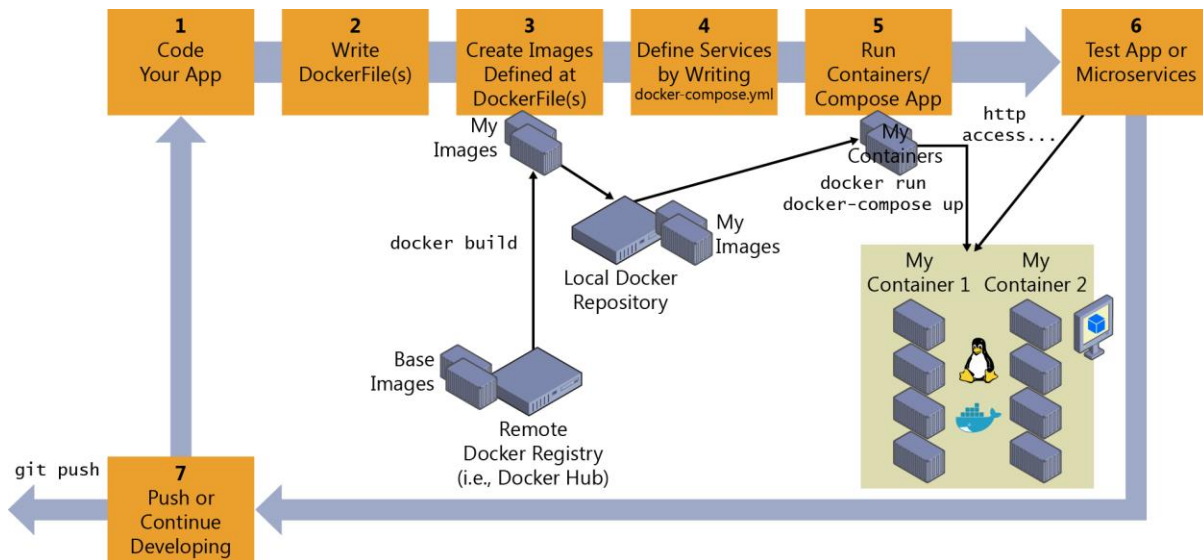 1
Code
Your App
2
Write
DockerFile(s)
3
Create Images
Defined at
DockerFile(s)
4
Define Services
by Writing
docker-compose.yml
5
Run
Containers/
Compose App
6
Test App or
Microservices
My
Images
My
Containers
http
access...
docker run
docker-compose up
docker build
My
Images
Local Docker
Repository
My
Container 1
My
Container 2
Base
Images
Remote
Docker Registry
(i.e., Docker Hub)
git push
7
Push or
Continue
Developing